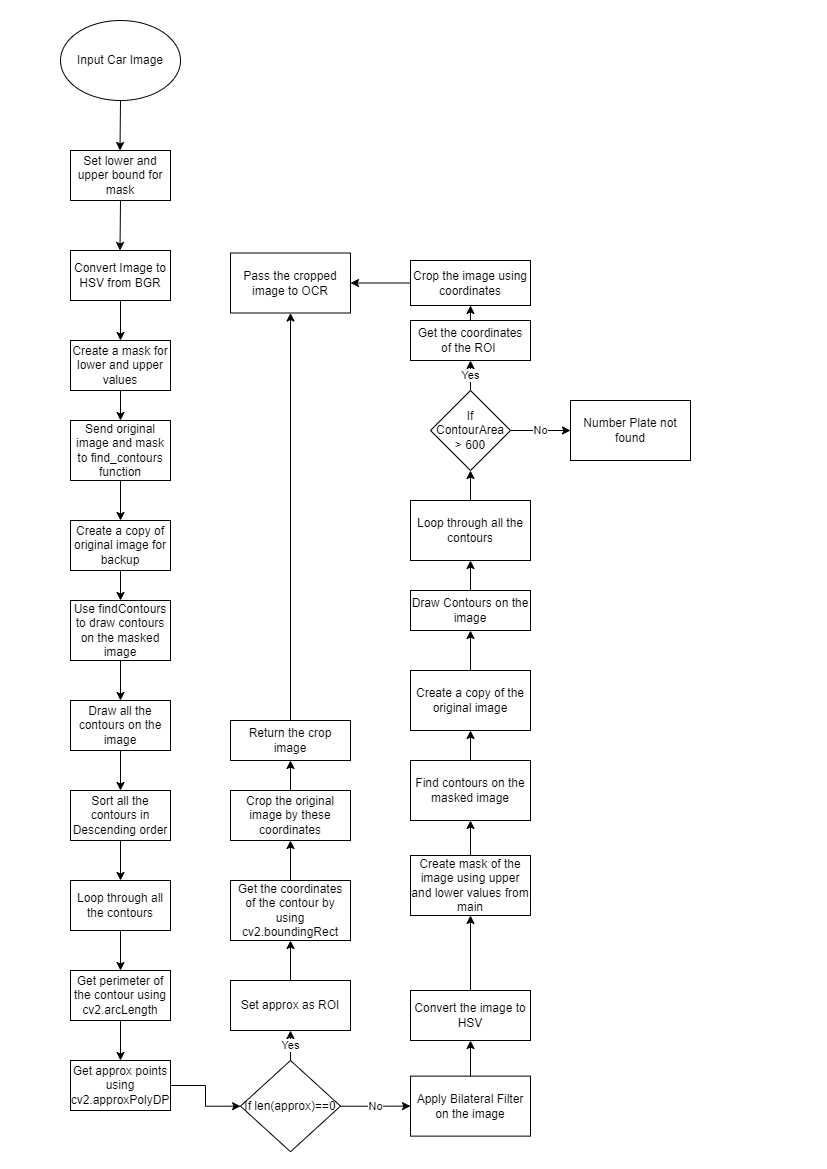 Input Car Image
Set lower and
upper bound for
mask
Convert Image to
HSV from BGR
Create a mask for
lower and upper
values
Send original
image and mask
to find_contours
function
Create a copy of
original image for
backup
Use findContours
to draw contours
on the masked
image
Draw all the
contours on the
image
Sort all the
contours in
Descending order
Loop through all
the contours
Get perimeter of
the contour using
cv2.arcLength
Get approx points
using
cv2.approxPolyDP
If len(approx)==0
Yes
Set approx as ROI
Get the coordinates
of the contour by
using
cv2.boundingRect
Crop the original
image by these
coordinates
Return the crop
image
Pass the cropped
image to OCR
No
Apply Bilateral Filter
on the image
Convert the image to
HSV
Create mask of the
image using upper
and lower values from
main
Find contours on the
masked image
Create a copy of the
original image
Draw Contours on the
image
Loop through all the
contours
If
ContourArea
> 600
No
Number Plate not
found
Yes
Get the coordinates
of the ROI
Crop the image using
coordinates